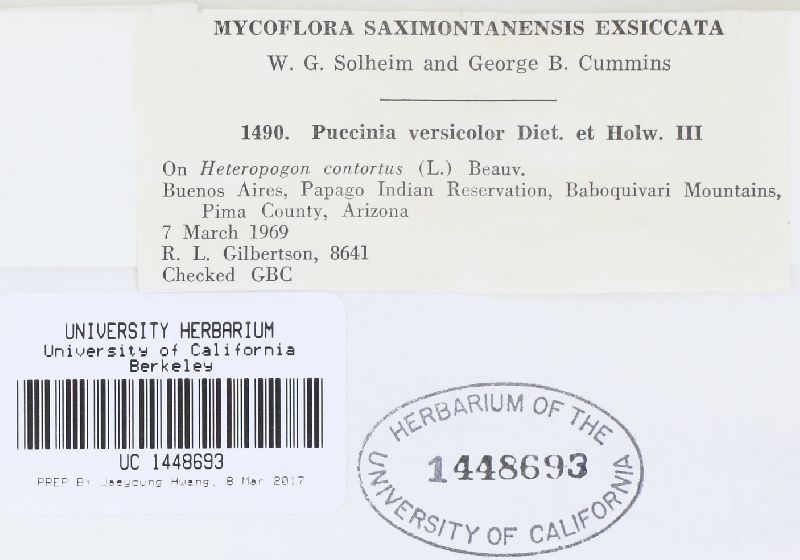 MYCOFLORA SAXIMONTANENSIS EXSICCATA
W. G. Solheim and George B. Cummins
1490. Puccinia versicolor Diet. et Holw. III
On Heteropogon contortus (L.) Beauv.
Buenos Aires, Papago Indian Reservation, Baboquivari Mountains,
Pima County, Arizona
7 March 1969
R. L. Gilbertson, 8641
Checked GBC
UNIVERSITY HERBARIUM
University of California
Berkeley
UC 1448693
PREP BY Jaeyoung Hwang, 8 Mar 2017
HERBARIUM OF THE
1448693
UNIVERSITY OF CALIFORNIA